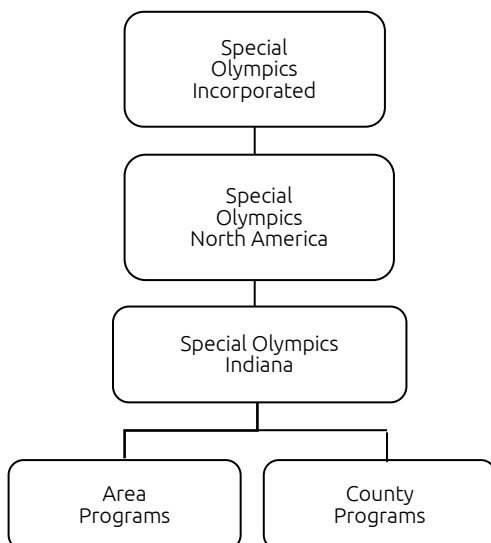 Special
Olympics
Incorporated
Special
Olympics
North America
Special Olympics
Indiana
Area
Programs
County
Programs